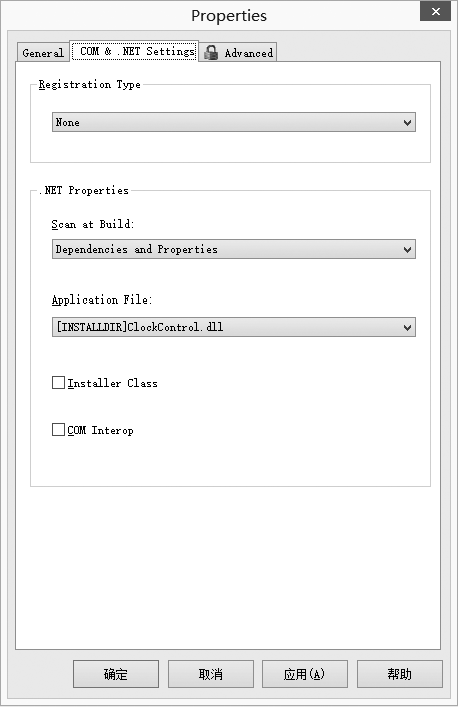 Properties
General
COM & .NET Settings
Advanced
Registration Type
None
.NET Properties
Scan at Build:
Dependencies and Properties
Application File:
[INSTALLDIR]ClockControl.dll
Installer Class
COM Interop
确定
取消
应用(A)
帮助